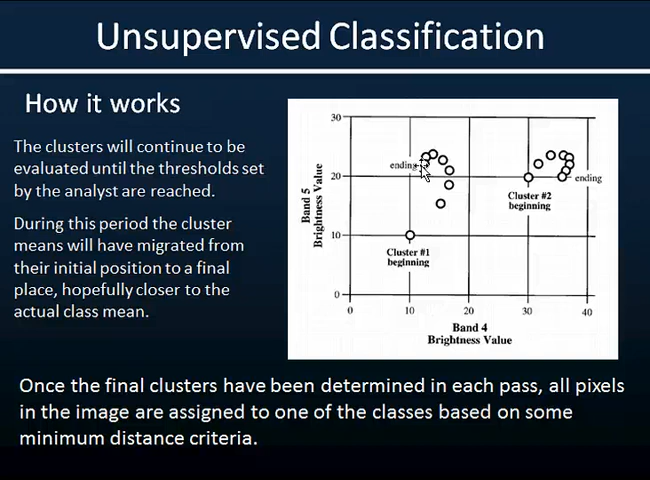 Unsupervised Classification
How it works
The clusters will continue to be
evaluated until the thresholds set
by the analyst are reached.
During this period the cluster
means will have migrated from
their initial position to a final
place, hopefully closer to the
actual class mean.
30
20
10
0
Band 5
Brightness Value
ending
Cluster #1
beginning
Cluster #2
beginning
ending
0
10
20
30
40
Band 4
Brightness Value
Once the final clusters have been determined in each pass, all pixels
in the image are assigned to one of the classes based on some
minimum distance criteria.